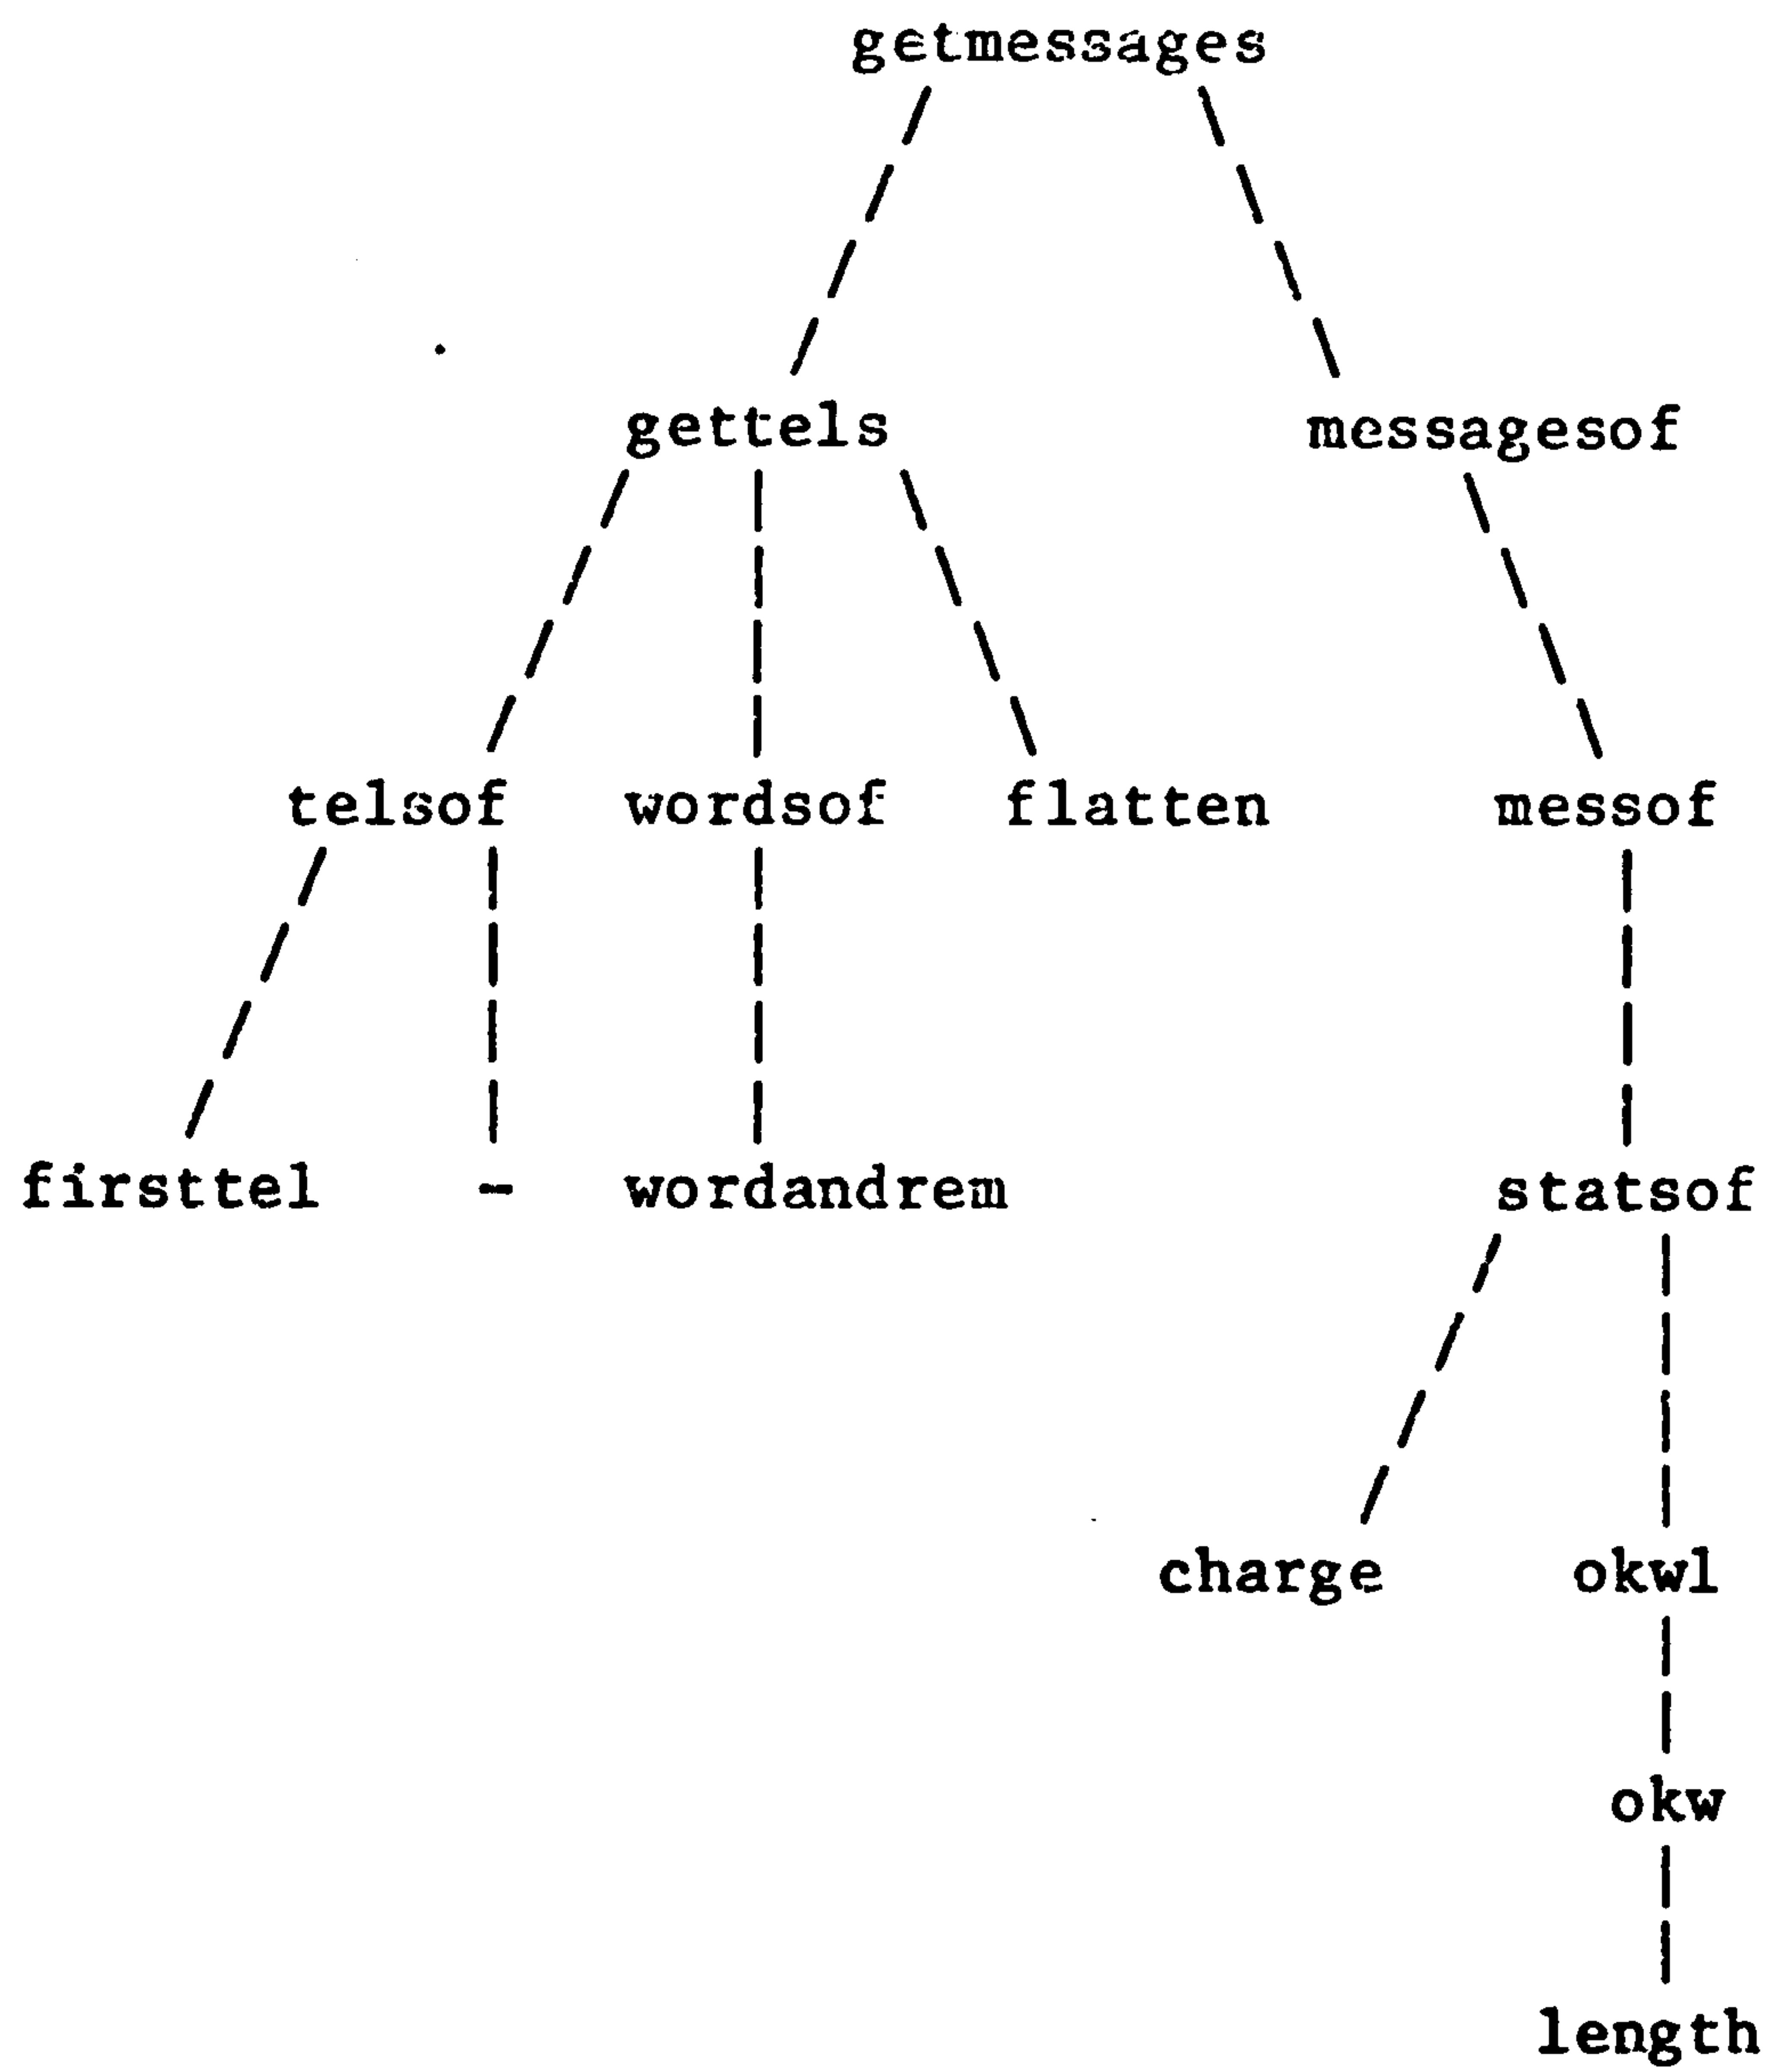 getmessages
gettels messagesof
telsof wordsof flatten messof
firsttel - wordandrem statsof
charge okwl
okw
length